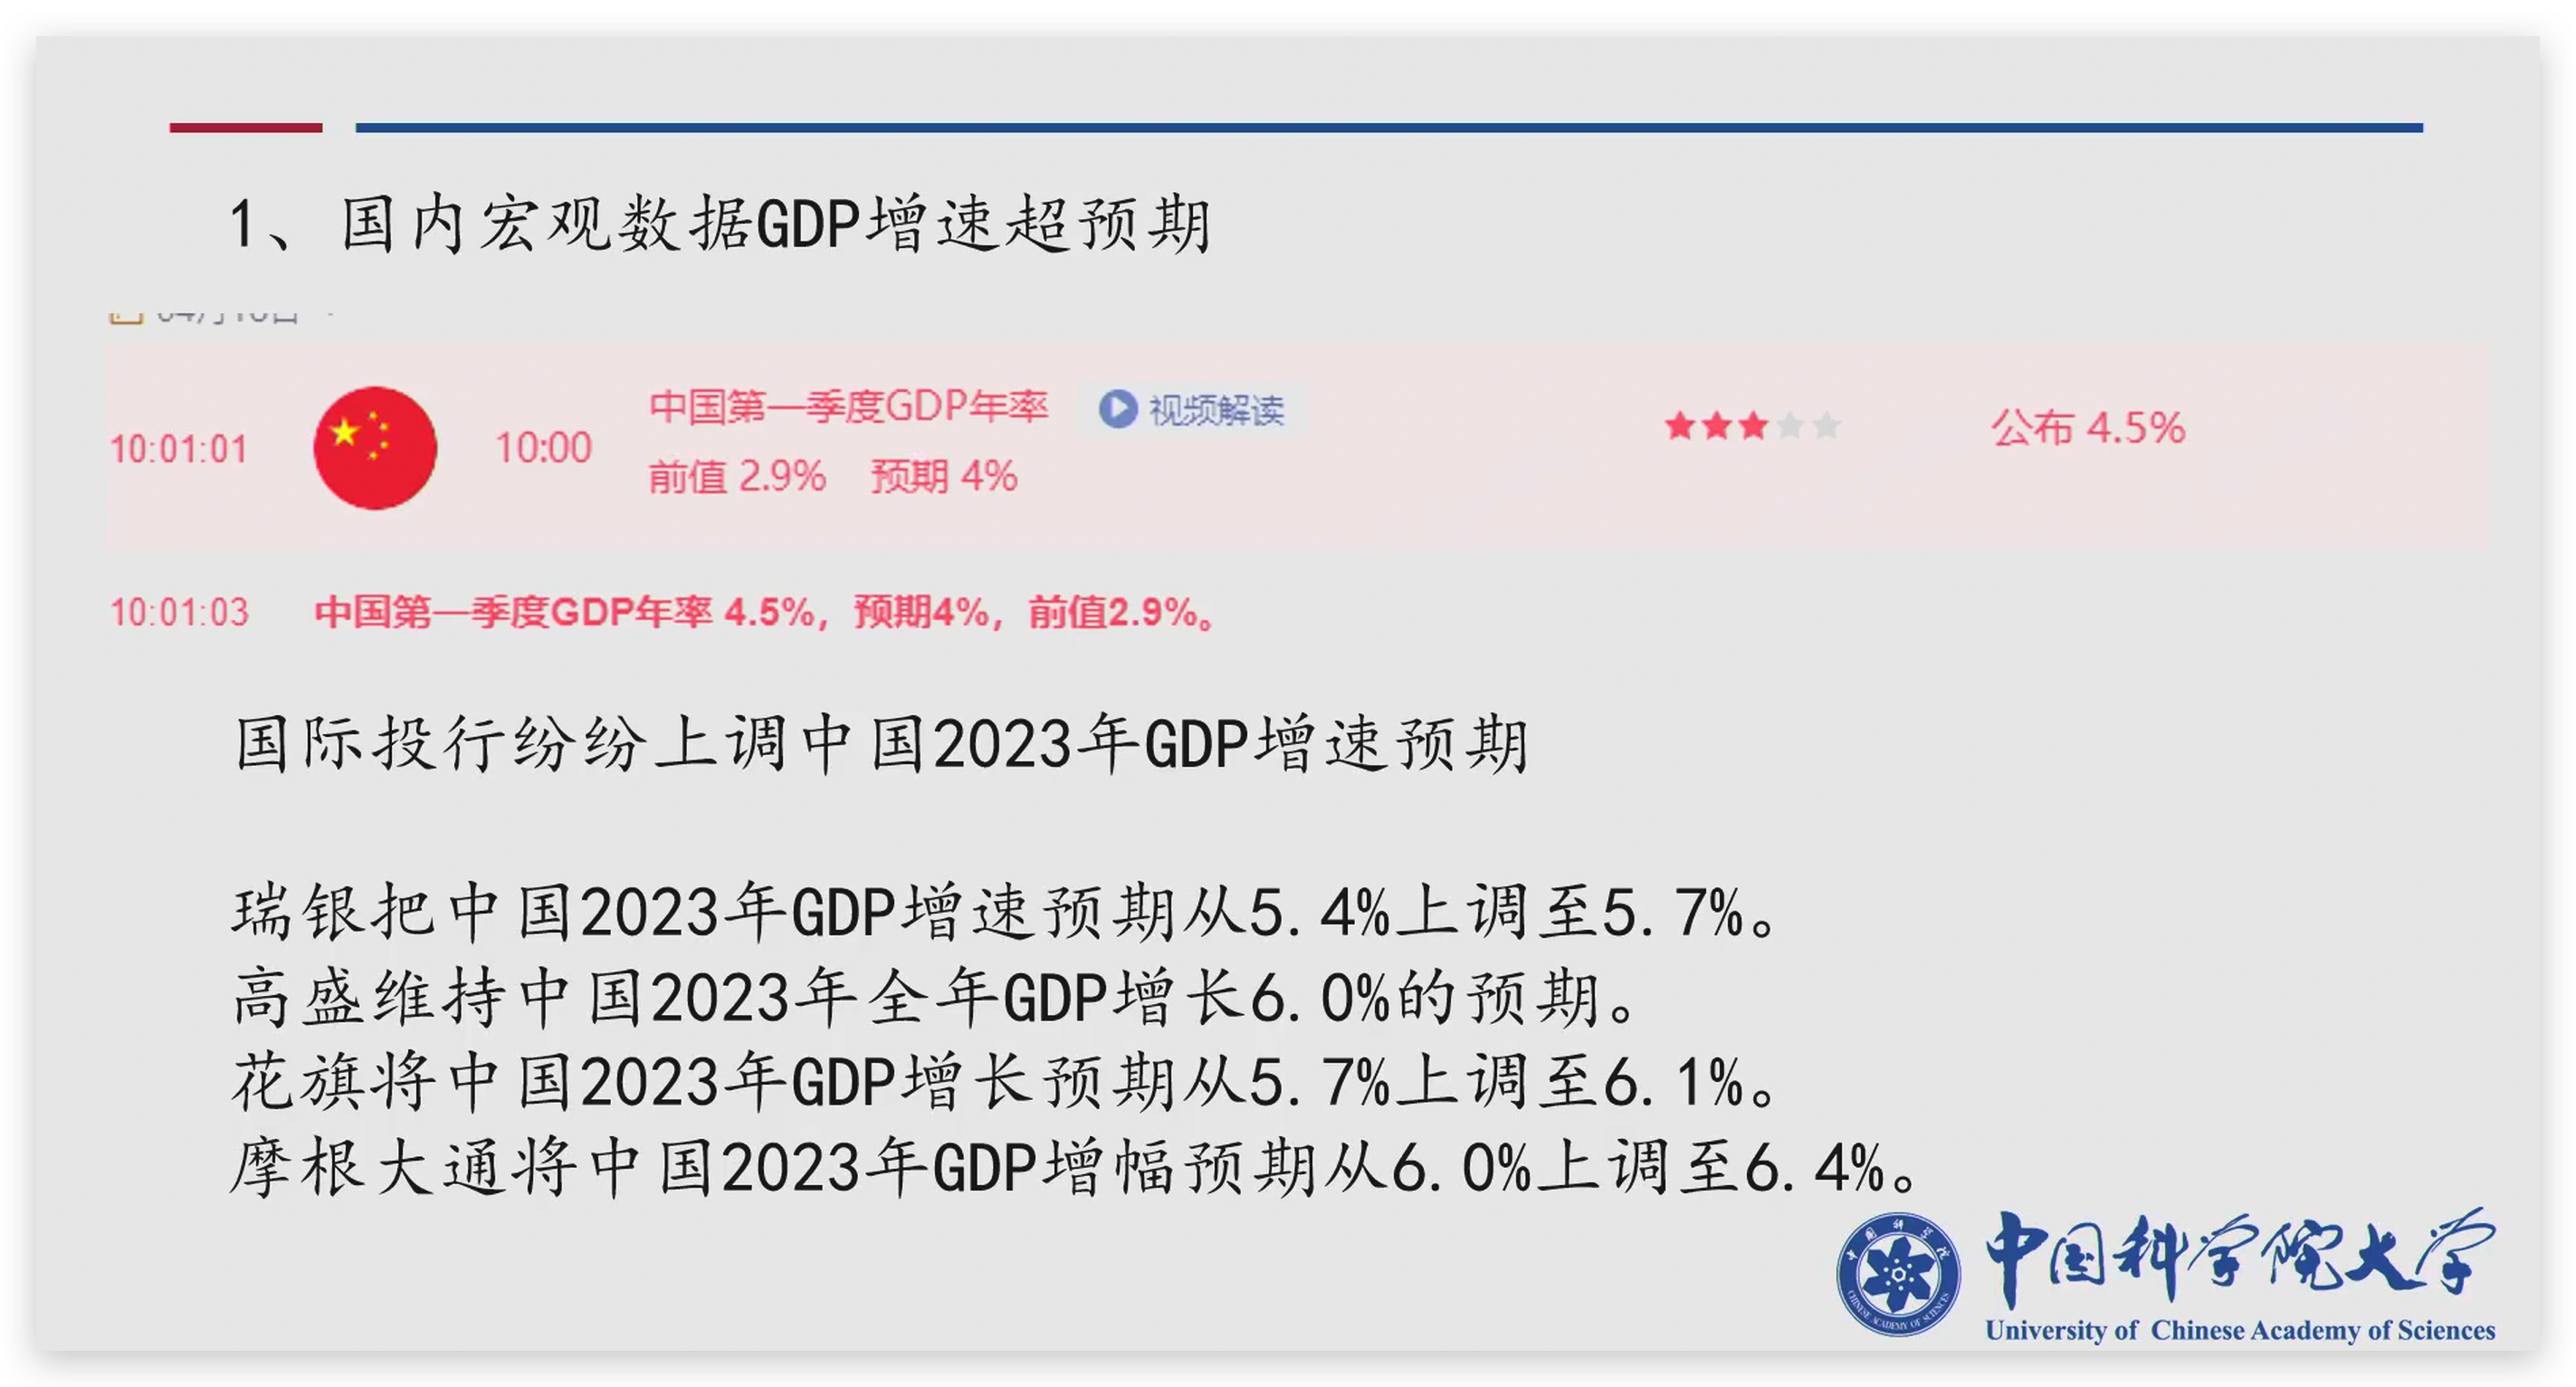 1、国内宏观数据GDP增速超预期
10:01:01 10:00 中国第一季度GDP年率 视频解读 公布 4.5%
前值 2.9% 预期 4%
10:01:03 中国第一季度GDP年率 4.5%，预期4%，前值2.9%。
国际投行纷纷上调中国2023年GDP增速预期
瑞银把中国2023年GDP增速预期从5.4%上调至5.7%。
高盛维持中国2023年全年GDP增长6.0%的预期。
花旗将中国2023年GDP增长预期从5.7%上调至6.1%。
摩根大通将中国2023年GDP增幅预期从6.0%上调至6.4%。
中国科学院大学
University of Chinese Academy of Sciences
中国科学院
CHINESE ACADEMY OF SCIENCES